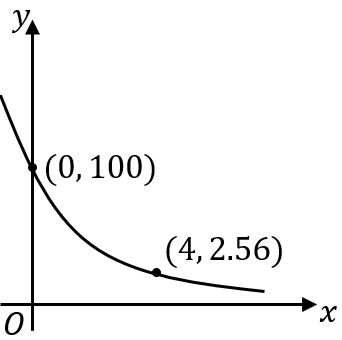 y
(0, 100)
(4, 2.56)
O
x